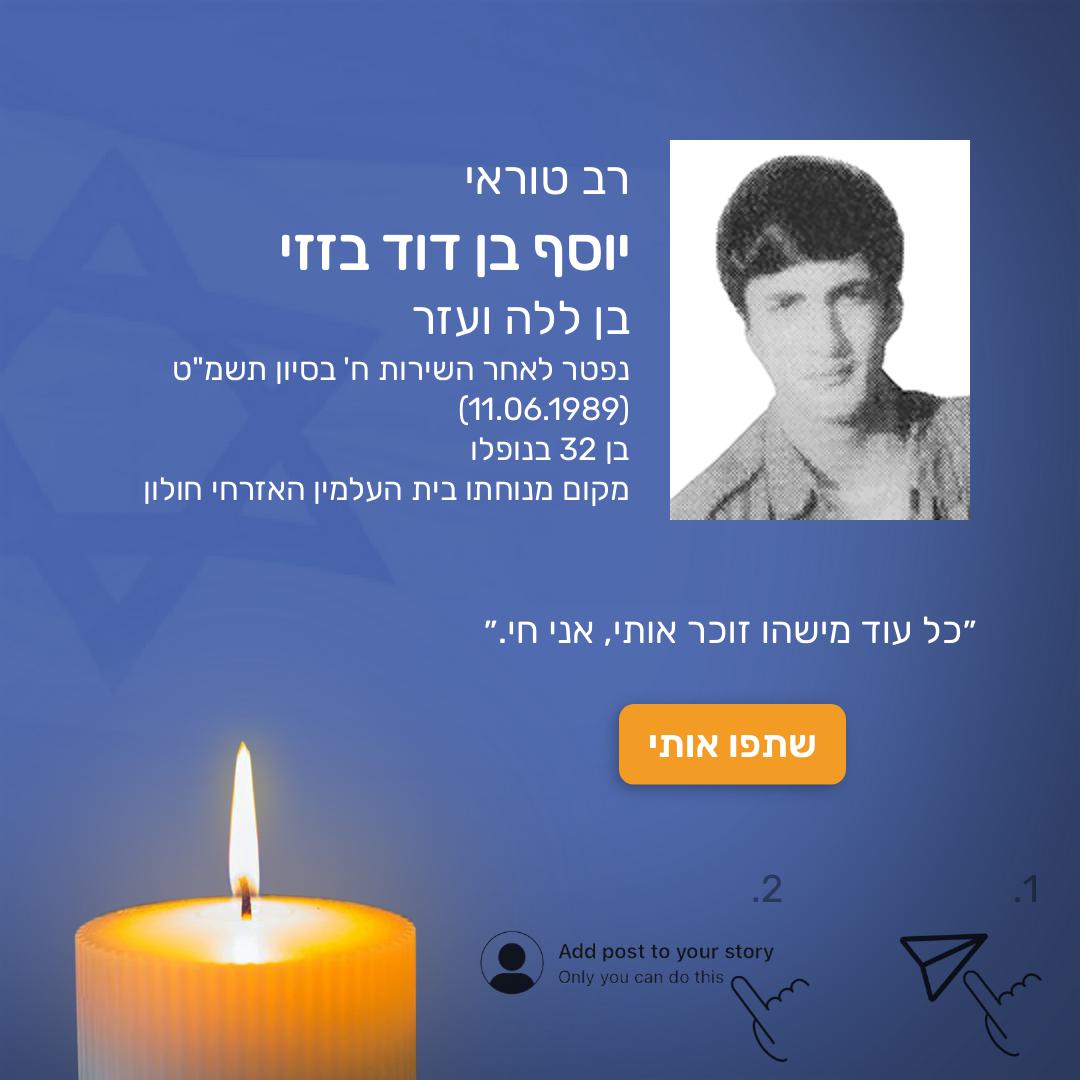 רב טוראי
יוסף בן דוד בזזי
בן ללה ועזר
נפטר לאחר השירות ח' בסיון תשמ"ט
(11.06.1989)
בן 32 בנופלו
מקום מנוחתו בית העלמין האזרחי חולון
״כל עוד מישהו זוכר אותי, אני חי.״
שתפו אותי
1.
2.
Add post to your story
Only you can do this